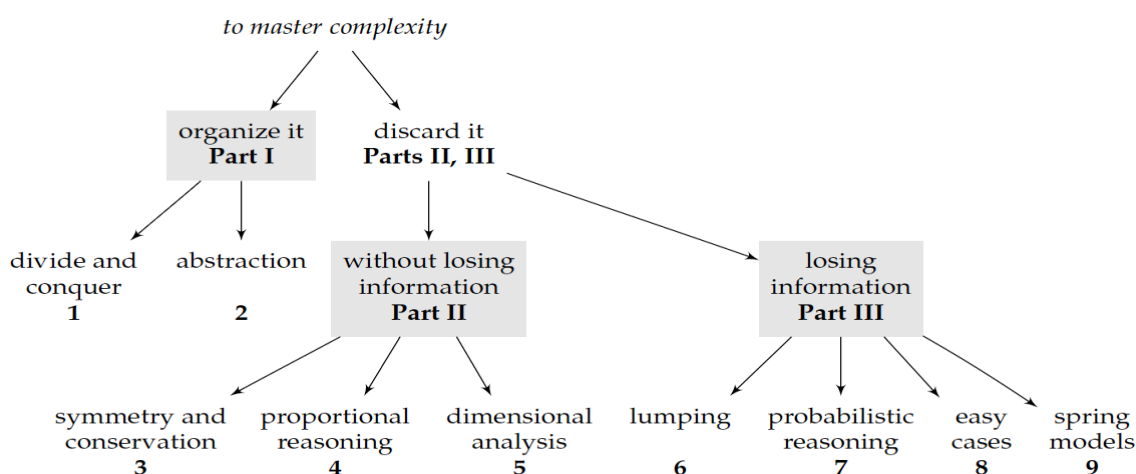 to master complexity
organize it
Part I
discard it
Parts II, III
divide and
conquer
1
abstraction
2
without losing
information
Part II
losing
information
Part III
symmetry and
conservation
3
proportional
reasoning
4
dimensional
analysis
5
lumping
6
probabilistic
reasoning
7
easy
cases
8
spring
models
9